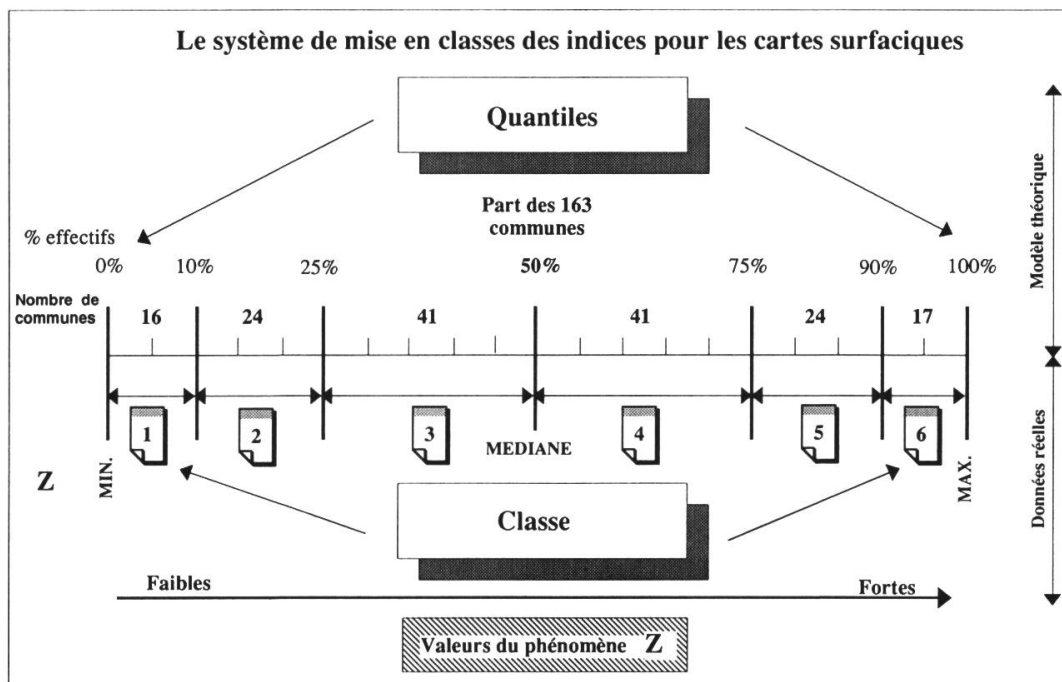 Le système de mise en classes des indices pour les cartes surfaciques
Quantiles
Part des 163
communes
% effectifs
0% 10% 25% 50% 75% 90% 100%
Nombre de
communes
16 24 41 41 24 17
1 2 3 4 5 6
MEDIANE
Z
MIN.
MAX.
Classe
Faibles
Fortes
Valeurs du phénomène Z
Modèle théorique
Données réelles